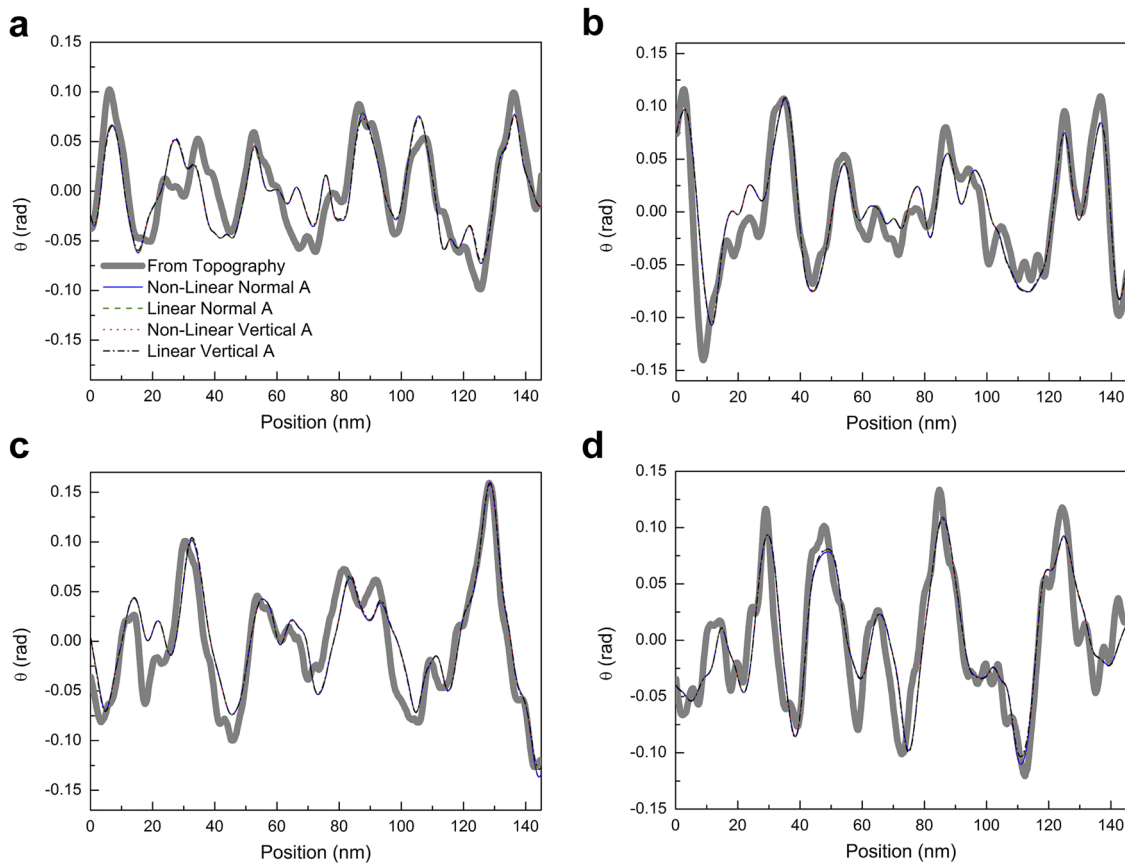 a
0.15
0.10
0.05
0.00
-0.05
-0.10
-0.15
θ (rad)
From Topography
Non-Linear Normal A
Linear Normal A
Non-Linear Vertical A
Linear Vertical A
0 20 40 60 80 100 120 140
Position (nm)
b
0.15
0.10
0.05
0.00
-0.05
-0.10
-0.15
θ (rad)
0 20 40 60 80 100 120 140
Position (nm)
c
0.15
0.10
0.05
0.00
-0.05
-0.10
-0.15
θ (rad)
0 20 40 60 80 100 120 140
Position (nm)
d
0.15
0.10
0.05
0.00
-0.05
-0.10
-0.15
θ (rad)
0 20 40 60 80 100 120 140
Position (nm)